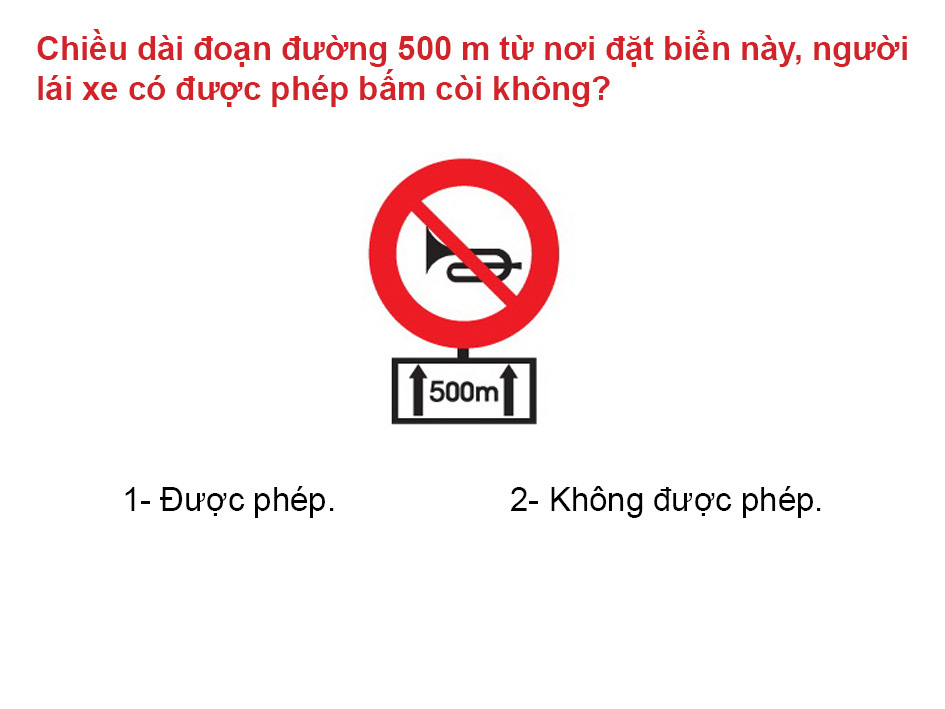 Chiều dài đoạn đường 500 m từ nơi đặt biển này, người
lái xe có được phép bấm còi không?
500m
1- Được phép. 2- Không được phép.